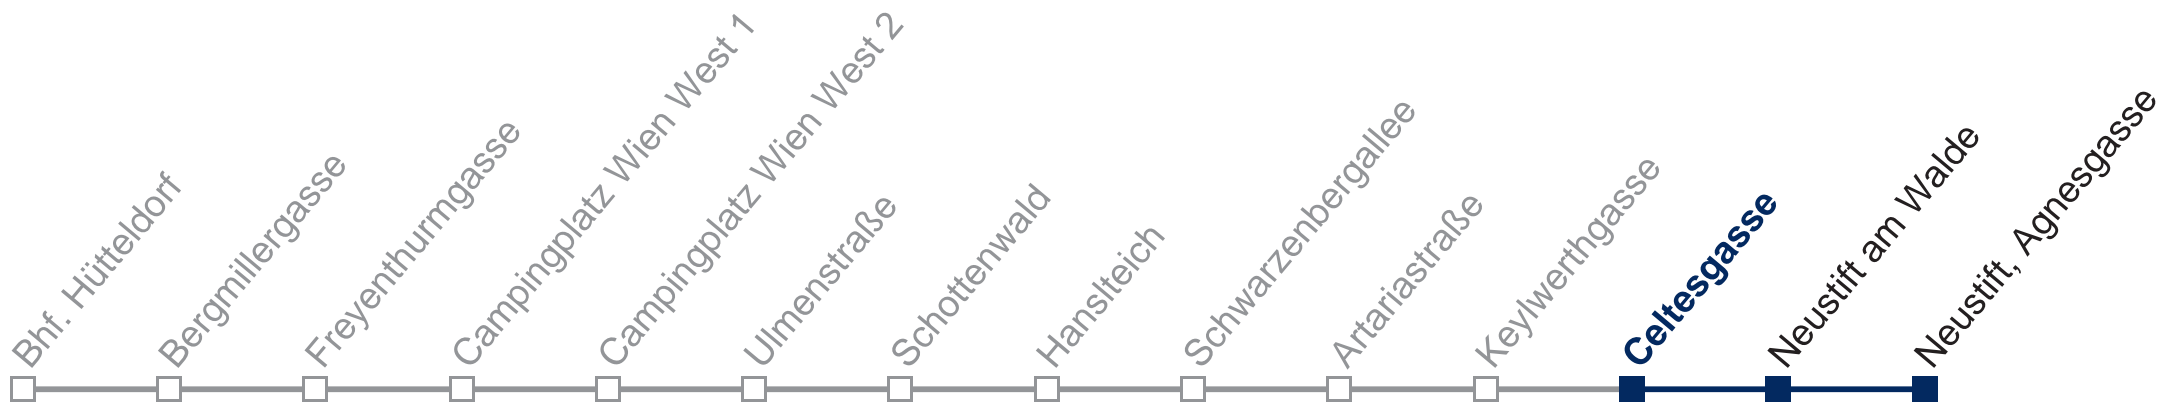 Bhf. Hütteldorf
Bergmillergasse
Freyenthurmgasse
Campingplatz Wien West 1
Campingplatz Wien West 2
Ulmenstraße
Schottenwald
Hanslteich
Schwarzenbergallee
Artariastraße
Keylwerthgasse
Celtesgasse
Neustift am Walde
Neustift, Agnesgasse